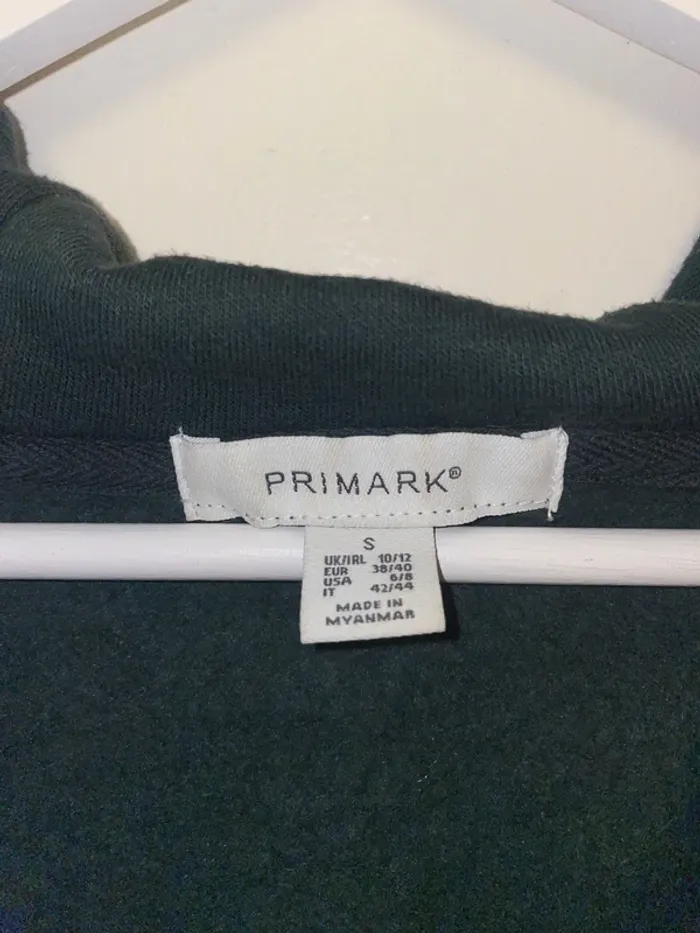 PRIMARK®
S
UK/IRL 10/12
EUR 38/40
USA 6/8
IT 42/44
MADE IN
MYANMAR